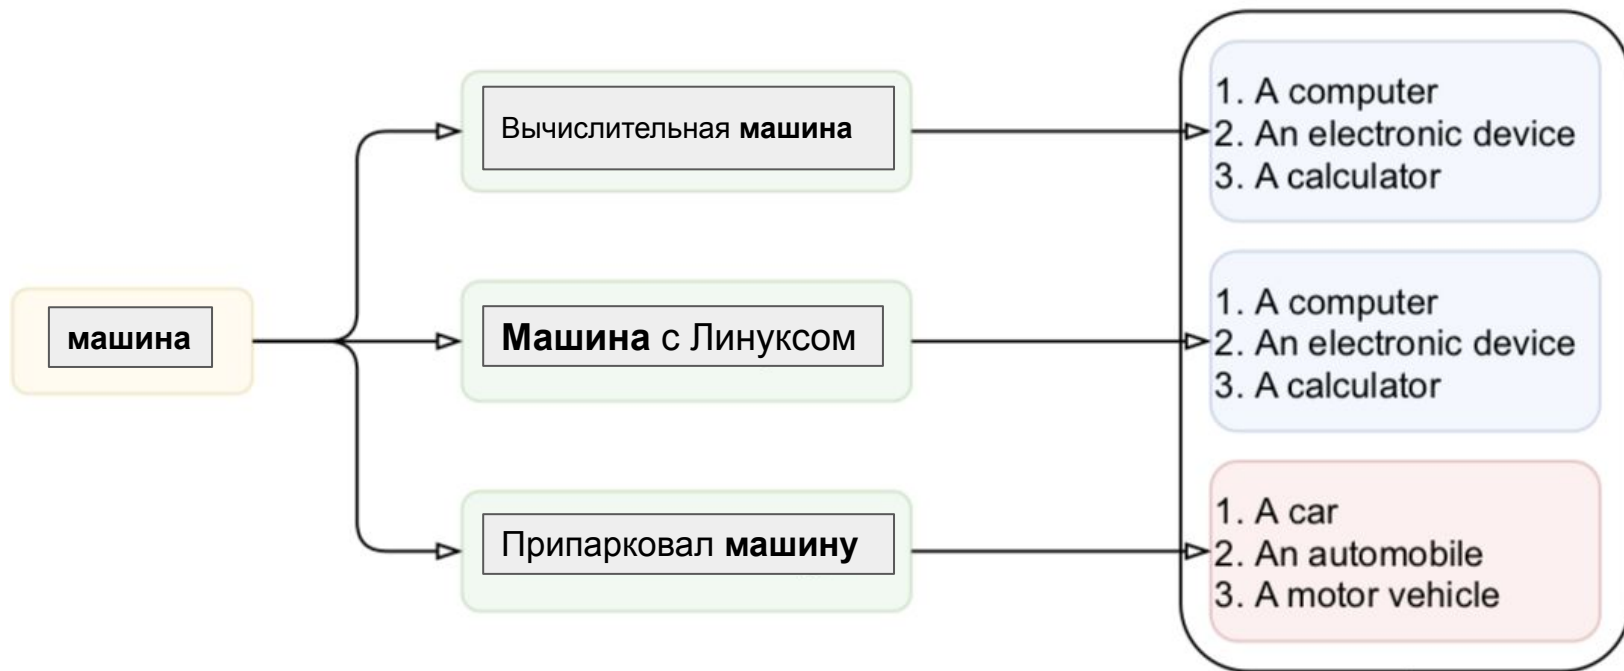 машина
Вычислительная машина
Машина с Линуксом
Припарковал машину
1. A computer
2. An electronic device
3. A calculator
1. A computer
2. An electronic device
3. A calculator
1. A car
2. An automobile
3. A motor vehicle